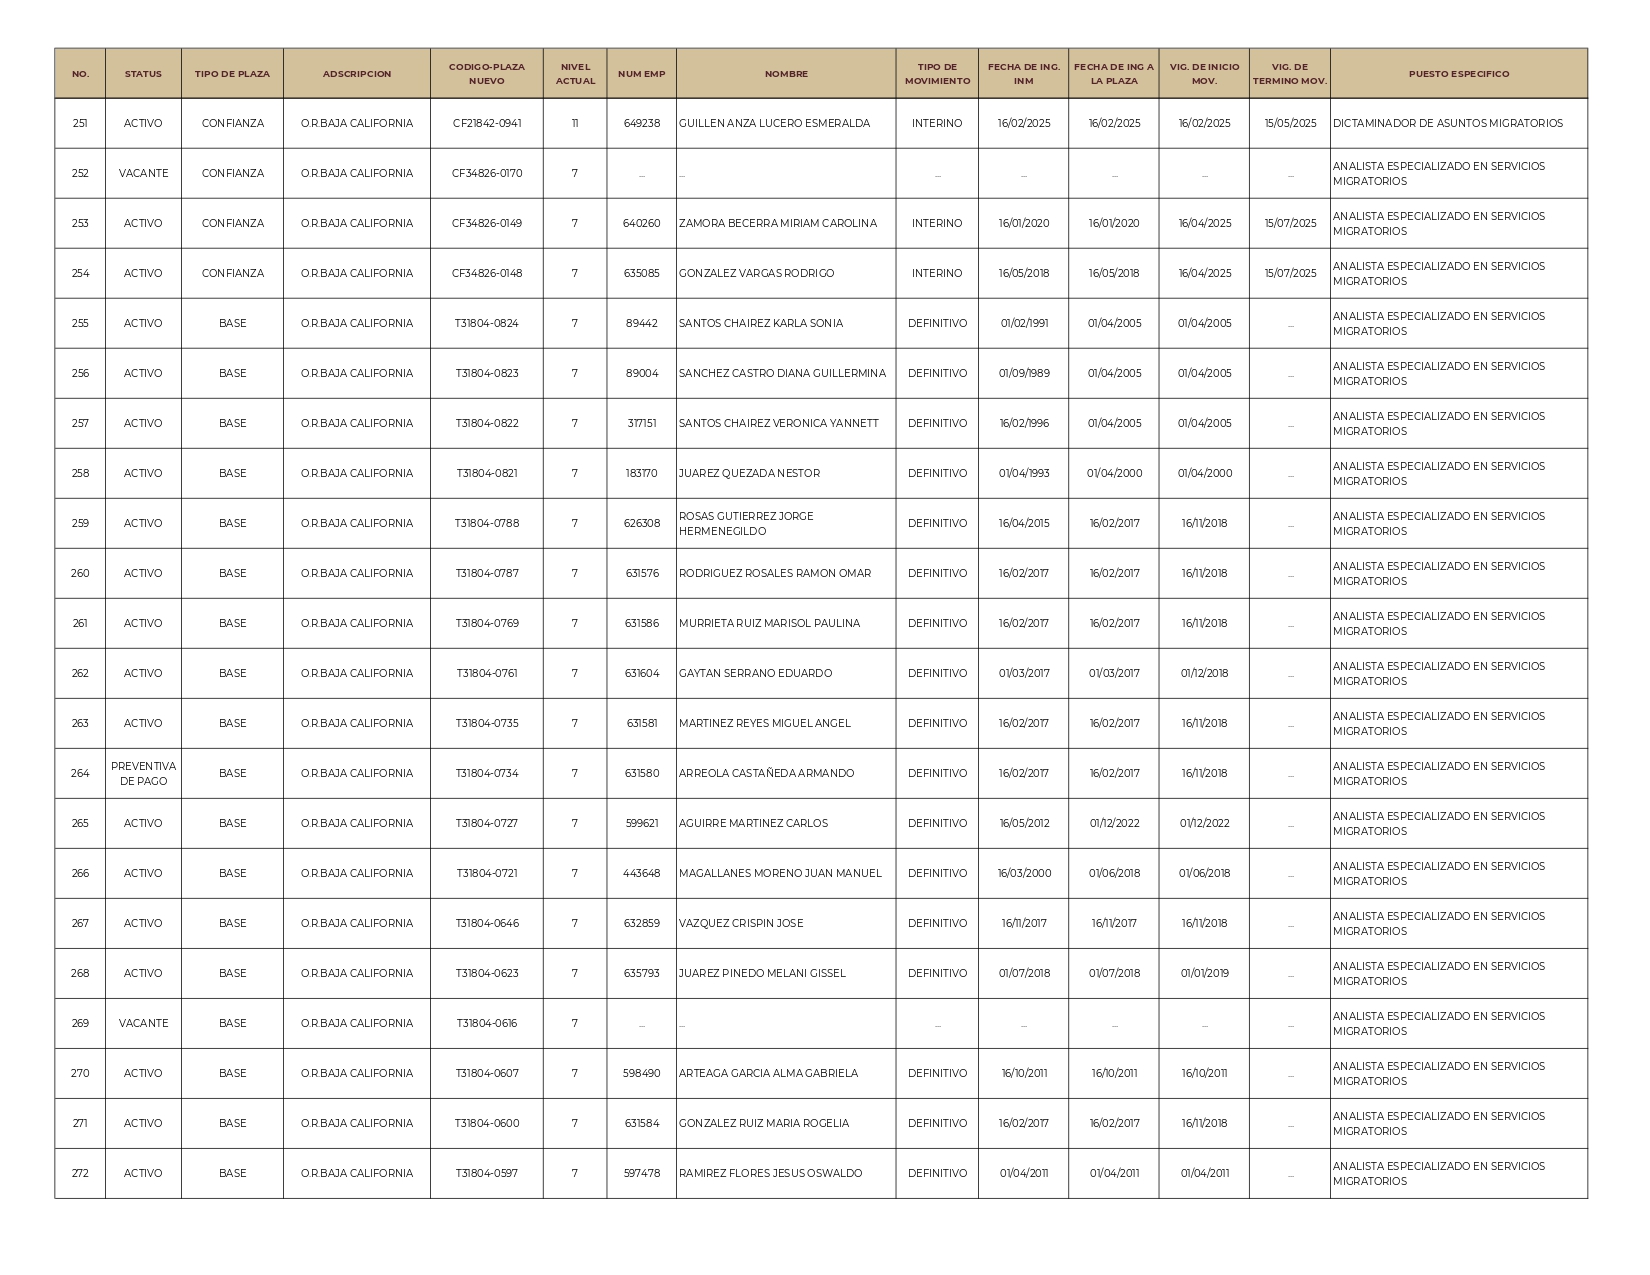 NO. STATUS TIPO DE PLAZA ADSCRIPCION CODIGO-PLAZA NUEVO NIVEL ACTUAL NUM EMP NOMBRE TIPO DE MOVIMIENTO FECHA DE ING. INM FECHA DE ING A LA PLAZA VIG. DE INICIO MOV. VIG. DE TERMINO MOV. PUESTO ESPECIFICO
251 ACTIVO CONFIANZA O.R.BAJA CALIFORNIA CF21842-0941 11 649238 GUILLEN ANZA LUCERO ESMERALDA INTERINO 16/02/2025 16/02/2025 16/02/2025 15/05/2025 DICTAMINADOR DE ASUNTOS MIGRATORIOS
252 VACANTE CONFIANZA O.R.BAJA CALIFORNIA CF34826-0170 7 ... ... ... ... ... ... ... ANALISTA ESPECIALIZADO EN SERVICIOS MIGRATORIOS
253 ACTIVO CONFIANZA O.R.BAJA CALIFORNIA CF34826-0149 7 640260 ZAMORA BECERRA MIRIAM CAROLINA INTERINO 16/01/2020 16/01/2020 16/04/2025 15/07/2025 ANALISTA ESPECIALIZADO EN SERVICIOS MIGRATORIOS
254 ACTIVO CONFIANZA O.R.BAJA CALIFORNIA CF34826-0148 7 635085 GONZALEZ VARGAS RODRIGO INTERINO 16/05/2018 16/05/2018 16/04/2025 15/07/2025 ANALISTA ESPECIALIZADO EN SERVICIOS MIGRATORIOS
255 ACTIVO BASE O.R.BAJA CALIFORNIA T31804-0824 7 89442 SANTOS CHAIREZ KARLA SONIA DEFINITIVO 01/02/1991 01/04/2005 01/04/2005 ... ANALISTA ESPECIALIZADO EN SERVICIOS MIGRATORIOS
256 ACTIVO BASE O.R.BAJA CALIFORNIA T31804-0823 7 89004 SANCHEZ CASTRO DIANA GUILLERMINA DEFINITIVO 01/09/1989 01/04/2005 01/04/2005 ... ANALISTA ESPECIALIZADO EN SERVICIOS MIGRATORIOS
257 ACTIVO BASE O.R.BAJA CALIFORNIA T31804-0822 7 317151 SANTOS CHAIREZ VERONICA YANNETT DEFINITIVO 16/02/1996 01/04/2005 01/04/2005 ... ANALISTA ESPECIALIZADO EN SERVICIOS MIGRATORIOS
258 ACTIVO BASE O.R.BAJA CALIFORNIA T31804-0821 7 183170 JUAREZ QUEZADA NESTOR DEFINITIVO 01/04/1993 01/04/2000 01/04/2000 ... ANALISTA ESPECIALIZADO EN SERVICIOS MIGRATORIOS
259 ACTIVO BASE O.R.BAJA CALIFORNIA T31804-0788 7 626308 ROSAS GUTIERREZ JORGE HERMENEGILDO DEFINITIVO 16/04/2015 16/02/2017 16/11/2018 ... ANALISTA ESPECIALIZADO EN SERVICIOS MIGRATORIOS
260 ACTIVO BASE O.R.BAJA CALIFORNIA T31804-0787 7 631576 RODRIGUEZ ROSALES RAMON OMAR DEFINITIVO 16/02/2017 16/02/2017 16/11/2018 ... ANALISTA ESPECIALIZADO EN SERVICIOS MIGRATORIOS
261 ACTIVO BASE O.R.BAJA CALIFORNIA T31804-0769 7 631586 MURRIETA RUIZ MARISOL PAULINA DEFINITIVO 16/02/2017 16/02/2017 16/11/2018 ... ANALISTA ESPECIALIZADO EN SERVICIOS MIGRATORIOS
262 ACTIVO BASE O.R.BAJA CALIFORNIA T31804-0761 7 631604 GAYTAN SERRANO EDUARDO DEFINITIVO 01/03/2017 01/03/2017 01/12/2018 ... ANALISTA ESPECIALIZADO EN SERVICIOS MIGRATORIOS
263 ACTIVO BASE O.R.BAJA CALIFORNIA T31804-0735 7 631581 MARTINEZ REYES MIGUEL ANGEL DEFINITIVO 16/02/2017 16/02/2017 16/11/2018 ... ANALISTA ESPECIALIZADO EN SERVICIOS MIGRATORIOS
264 PREVENTIVA DE PAGO BASE O.R.BAJA CALIFORNIA T31804-0734 7 631580 ARREOLA CASTAÑEDA ARMANDO DEFINITIVO 16/02/2017 16/02/2017 16/11/2018 ... ANALISTA ESPECIALIZADO EN SERVICIOS MIGRATORIOS
265 ACTIVO BASE O.R.BAJA CALIFORNIA T31804-0727 7 599621 AGUIRRE MARTINEZ CARLOS DEFINITIVO 16/05/2012 01/12/2022 01/12/2022 ... ANALISTA ESPECIALIZADO EN SERVICIOS MIGRATORIOS
266 ACTIVO BASE O.R.BAJA CALIFORNIA T31804-0721 7 443648 MAGALLANES MORENO JUAN MANUEL DEFINITIVO 16/03/2000 01/06/2018 01/06/2018 ... ANALISTA ESPECIALIZADO EN SERVICIOS MIGRATORIOS
267 ACTIVO BASE O.R.BAJA CALIFORNIA T31804-0646 7 632859 VAZQUEZ CRISPIN JOSE DEFINITIVO 16/11/2017 16/11/2017 16/11/2018 ... ANALISTA ESPECIALIZADO EN SERVICIOS MIGRATORIOS
268 ACTIVO BASE O.R.BAJA CALIFORNIA T31804-0623 7 635793 JUAREZ PINEDO MELANI GISSEL DEFINITIVO 01/07/2018 01/07/2018 01/01/2019 ... ANALISTA ESPECIALIZADO EN SERVICIOS MIGRATORIOS
269 VACANTE BASE O.R.BAJA CALIFORNIA T31804-0616 7 ... ... ... ... ... ... ... ANALISTA ESPECIALIZADO EN SERVICIOS MIGRATORIOS
270 ACTIVO BASE O.R.BAJA CALIFORNIA T31804-0607 7 598490 ARTEAGA GARCIA ALMA GABRIELA DEFINITIVO 16/10/2011 16/10/2011 16/10/2011 ... ANALISTA ESPECIALIZADO EN SERVICIOS MIGRATORIOS
271 ACTIVO BASE O.R.BAJA CALIFORNIA T31804-0600 7 631584 GONZALEZ RUIZ MARIA ROGELIA DEFINITIVO 16/02/2017 16/02/2017 16/11/2018 ... ANALISTA ESPECIALIZADO EN SERVICIOS MIGRATORIOS
272 ACTIVO BASE O.R.BAJA CALIFORNIA T31804-0597 7 597478 RAMIREZ FLORES JESUS OSWALDO DEFINITIVO 01/04/2011 01/04/2011 01/04/2011 ... ANALISTA ESPECIALIZADO EN SERVICIOS MIGRATORIOS